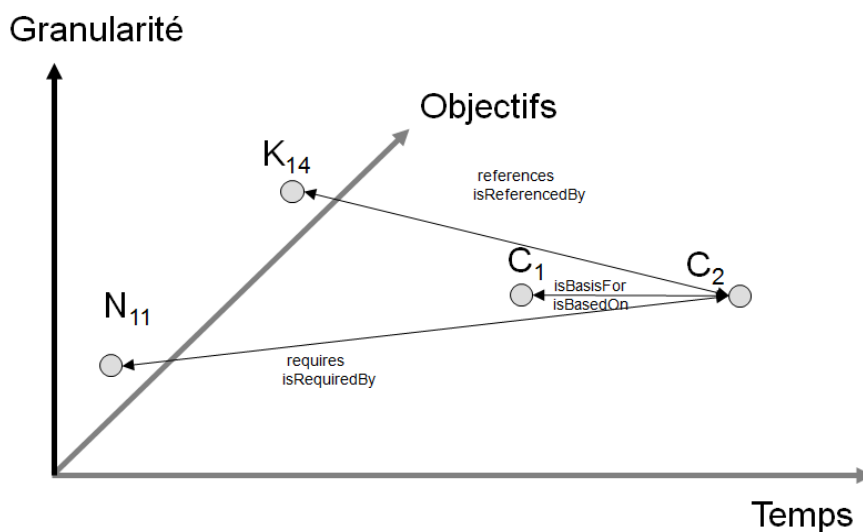 Granularité
Objectifs
K14
references
isReferencedBy
C1
C2
isBasisFor
isBasedOn
N11
requires
isRequiredBy
Temps